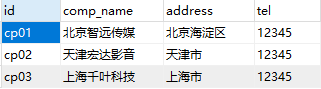 id comp_name address tel
cp01 北京智远传媒 北京海淀区 12345
cp02 天津宏达影音 天津市 12345
cp03 上海千叶科技 上海市 12345